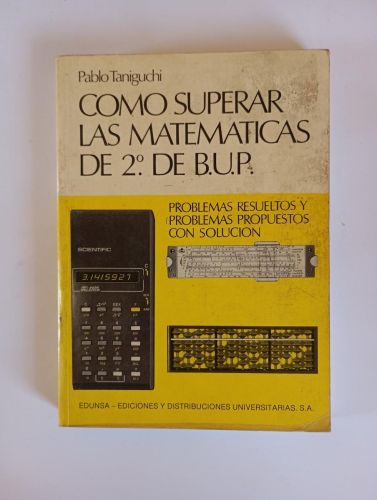 Pablo Taniguchi
COMO SUPERAR
LAS MATEMATICAS
DE 2º. DE B.U.P.
PROBLEMAS RESUELTOS Y
PROBLEMAS PROPUESTOS
CON SOLUCION
SCIENTIFIC
3.1415927
EDUNSA – EDICIONES Y DISTRIBUCIONES UNIVERSITARIAS, S.A.